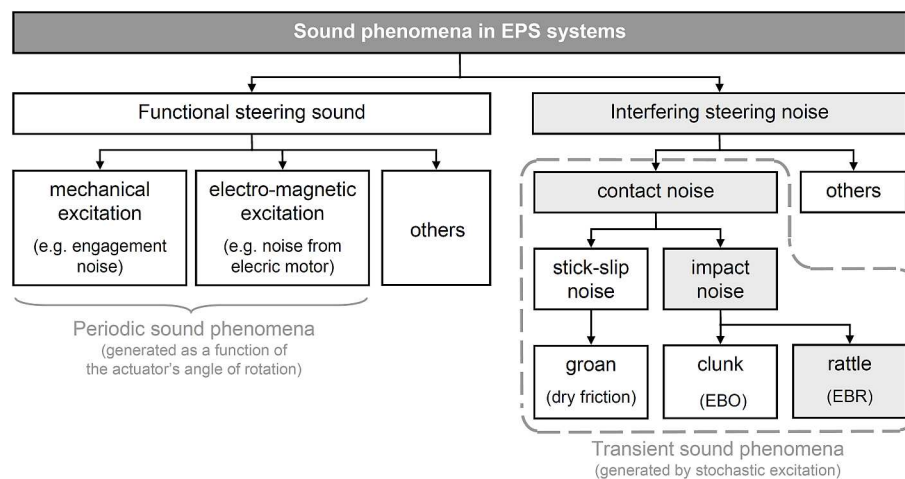 Sound phenomena in EPS systems
Functional steering sound
Interfering steering noise
mechanical
excitation
(e.g. engagement
noise)
electro-magnetic
excitation
(e.g. noise from
elecric motor)
others
contact noise
others
stick-slip
noise
impact
noise
groan
(dry friction)
clunk
(EBO)
rattle
(EBR)
Periodic sound phenomena
(generated as a function of
the actuator's angle of rotation)
Transient sound phenomena
(generated by stochastic excitation)